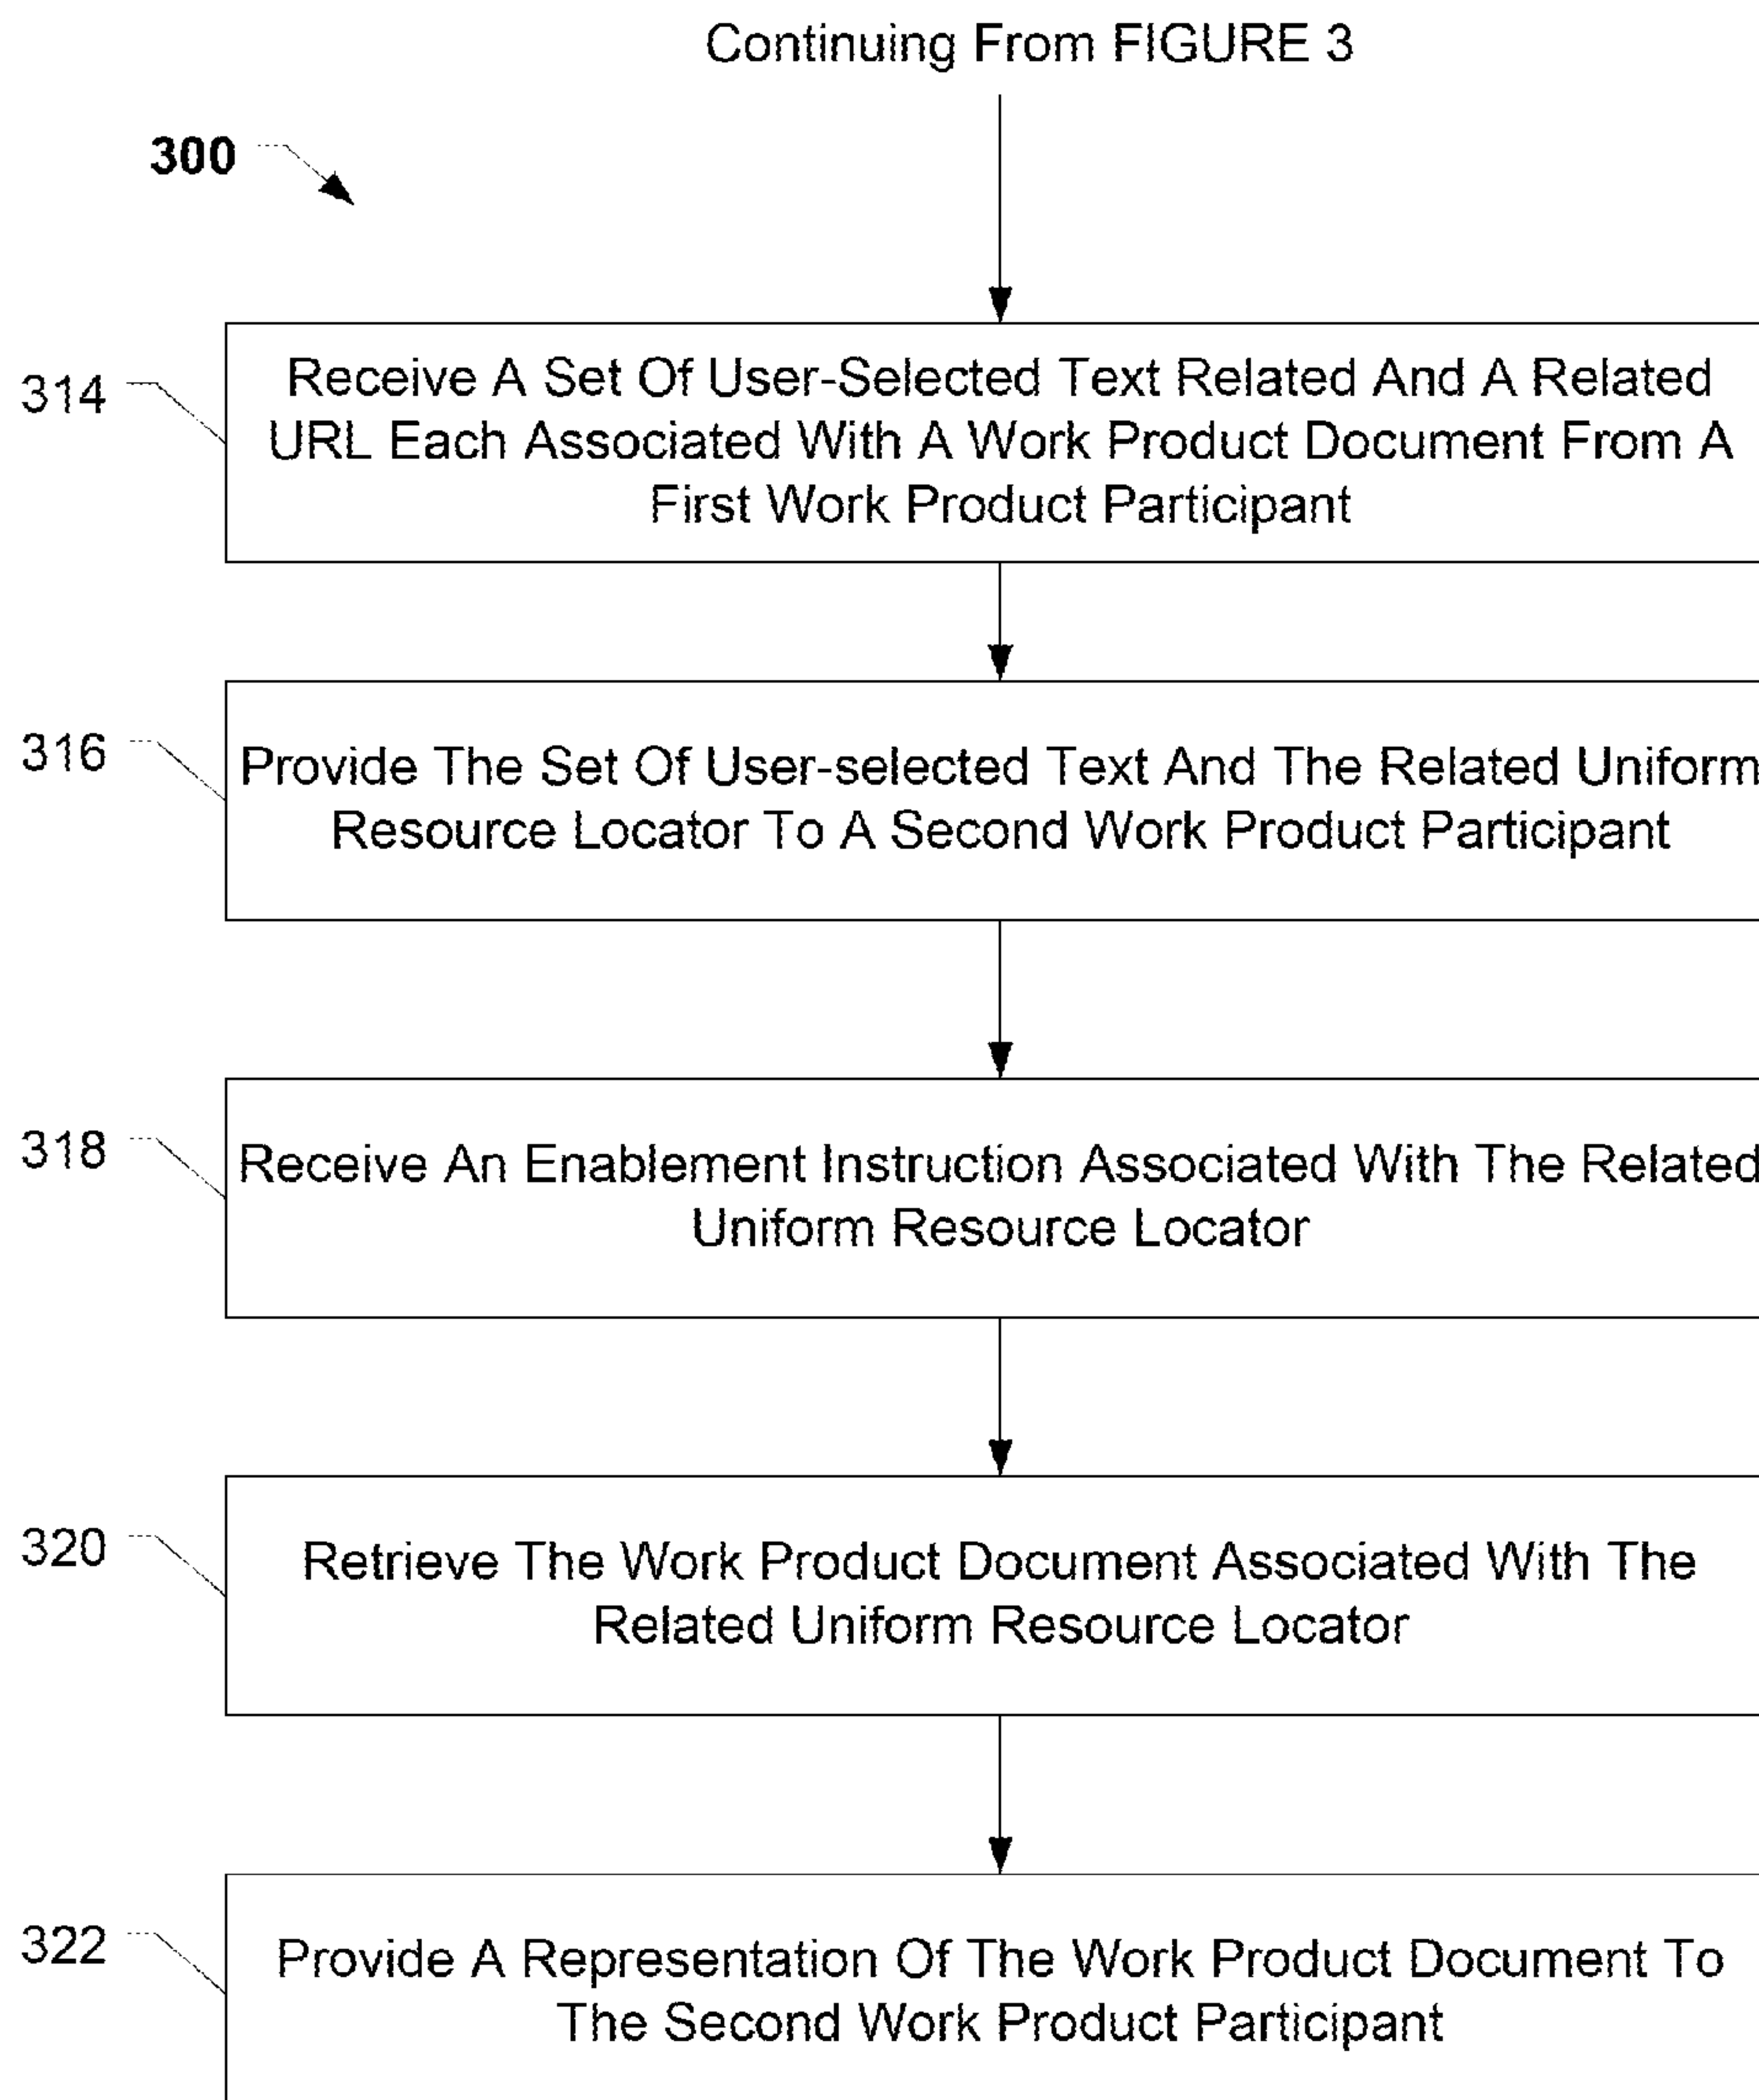 Continuing From FIGURE 3
300
314
Receive A Set Of User-Selected Text Related And A Related
URL Each Associated With A Work Product Document From A
First Work Product Participant
316
Provide The Set Of User-selected Text And The Related Uniform
Resource Locator To A Second Work Product Participant
318
Receive An Enablement Instruction Associated With The Related
Uniform Resource Locator
320
Retrieve The Work Product Document Associated With The
Related Uniform Resource Locator
322
Provide A Representation Of The Work Product Document To
The Second Work Product Participant